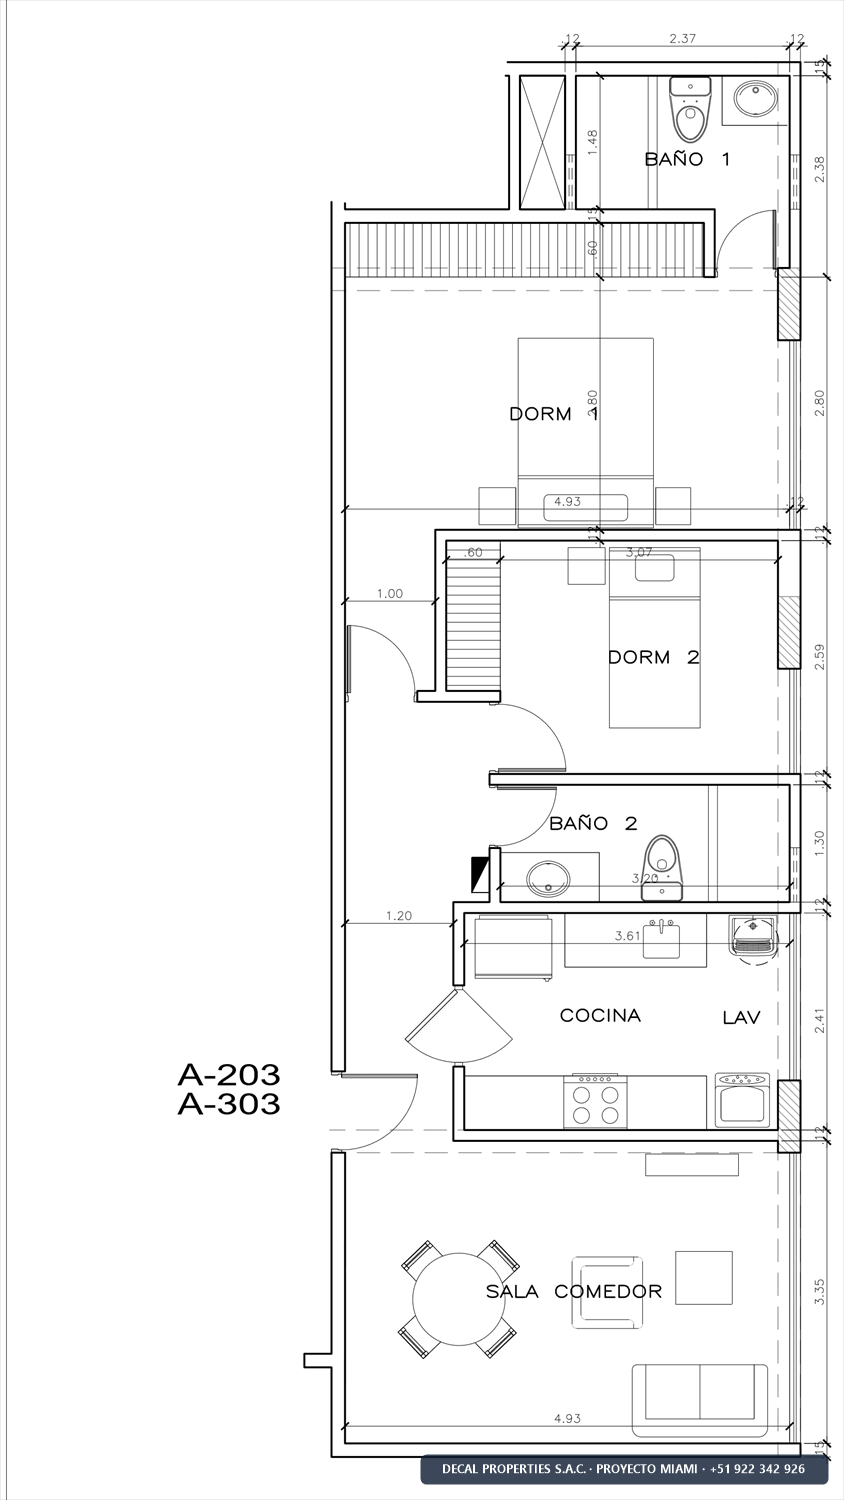 .12
2.37
.12
.15
1.48
BAÑO 1
2.38
.15
.60
2.80
DORM 1
2.80
4.93
.12
.12
.12
.60
3.07
1.00
DORM 2
2.59
.12
BAÑO 2
1.30
3.20
.12
1.20
3.61
COCINA
LAV
2.41
A-203
A-303
.12
SALA COMEDOR
3.35
4.93
.15
DECAL PROPERTIES S.A.C. · PROYECTO MIAMI · +51 922 342 926